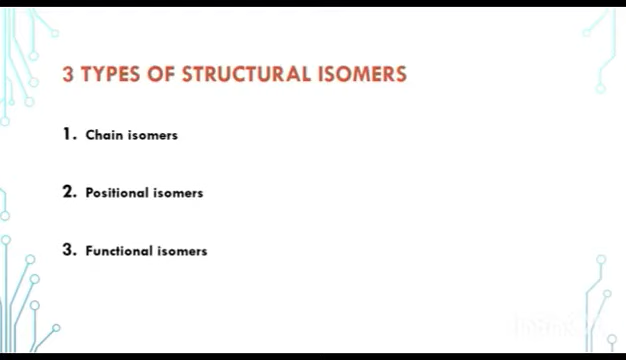 3 TYPES OF STRUCTURAL ISOMERS
1. Chain isomers
2. Positional isomers
3. Functional isomers